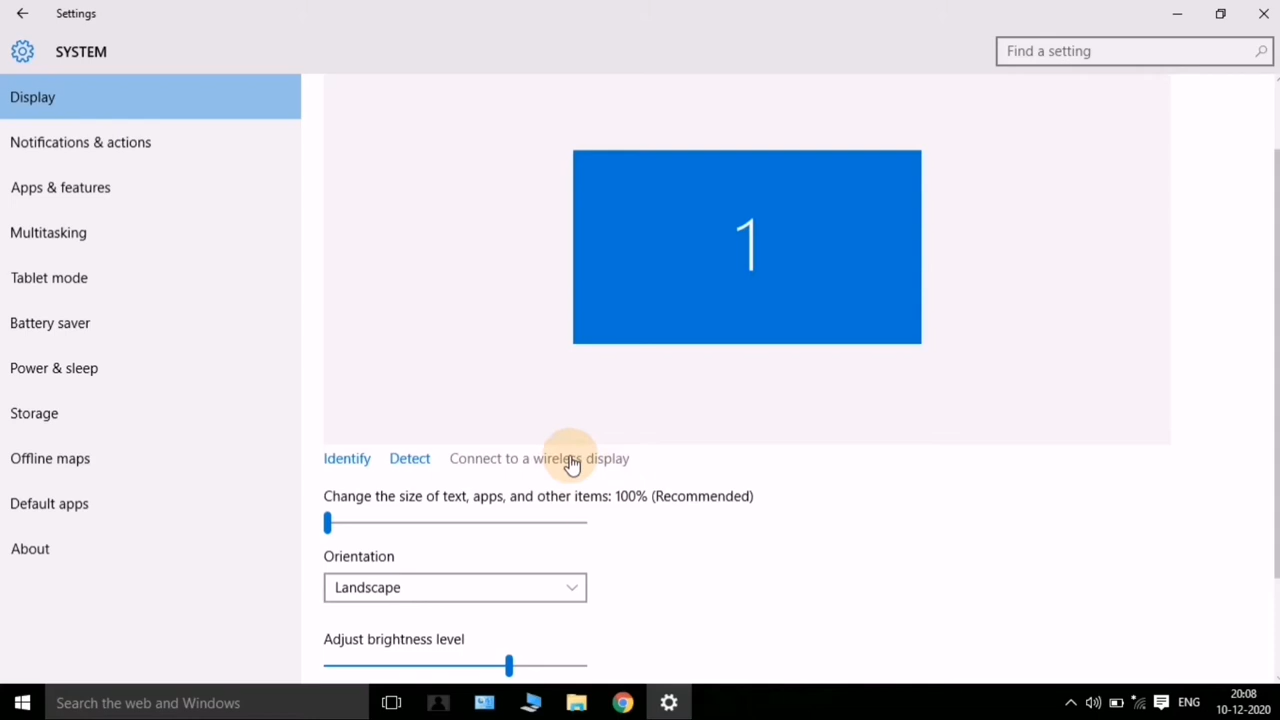 Settings
SYSTEM
Find a setting
Display
Notifications & actions
Apps & features
Multitasking
Tablet mode
Battery saver
Power & sleep
Storage
Offline maps
Default apps
About
1
Identify Detect Connect to a wireless display
Change the size of text, apps, and other items: 100% (Recommended)
Orientation
Landscape
Adjust brightness level
Search the web and Windows
ENG
20:08
10-12-2020